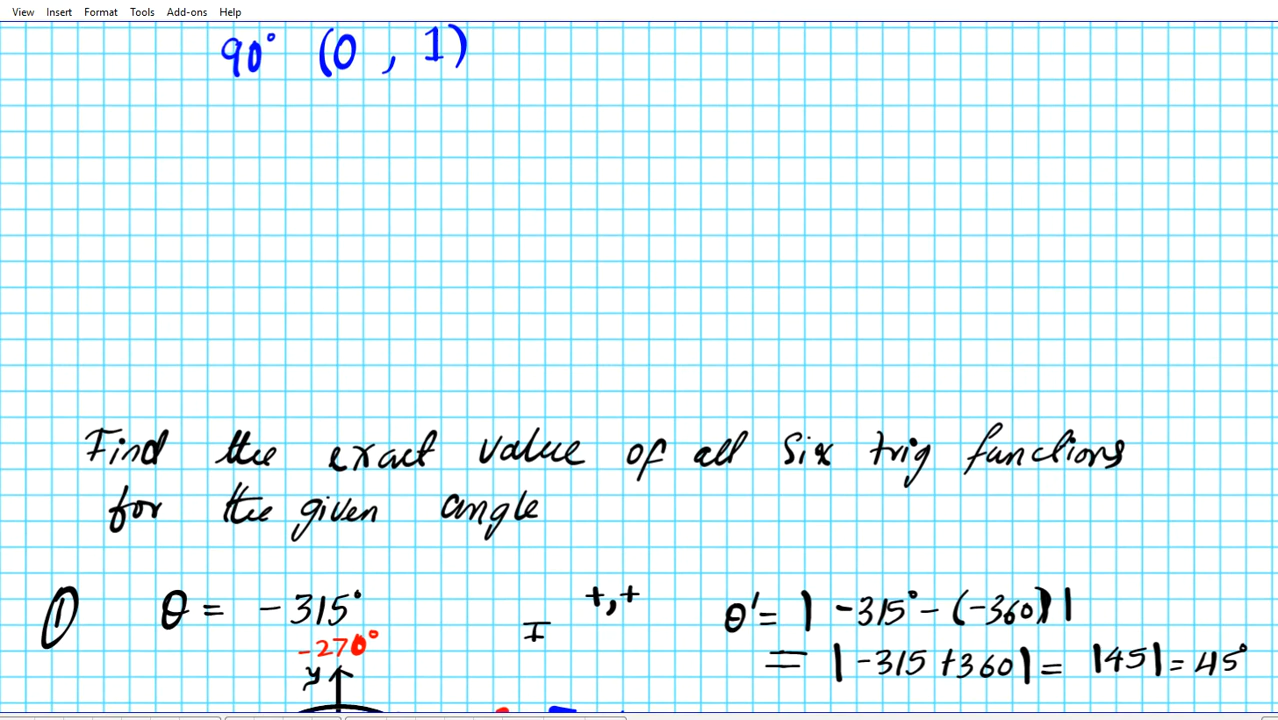 View Insert Format Tools Add-ons Help
90° (0 , 1)
Find the exact value of all six trig functions
for the given angle
① θ = -315° I +,+ θ' = | -315° - (-360) |
-270° = | -315 + 360 | = |45| = 45°
y